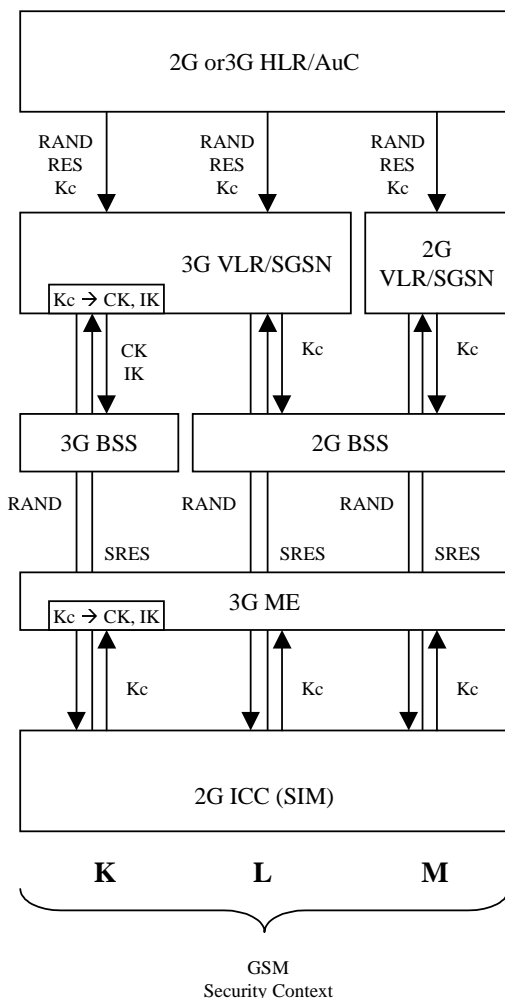 2G or3G HLR/AuC
RAND
RES
Kc
RAND
RES
Kc
RAND
RES
Kc
3G VLR/SGSN
Kc → CK, IK
2G
VLR/SGSN
CK
IK
Kc
Kc
3G BSS
2G BSS
RAND
SRES
RAND
SRES
RAND
SRES
3G ME
Kc → CK, IK
Kc
Kc
Kc
2G ICC (SIM)
K
L
M
GSM
Security Context